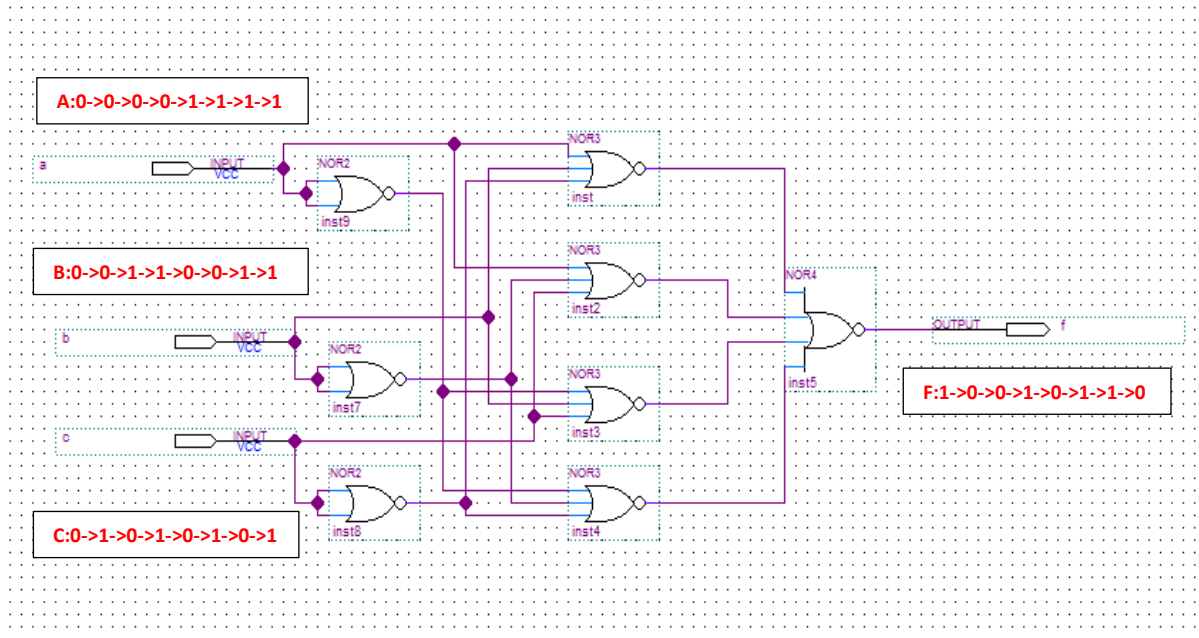 A:0->0->0->0->1->1->1->1
NOR3
a
INPUT
VCC
NOR2
inst
inst9
B:0->0->1->1->0->0->1->1
NOR3
NOR4
inst2
OUTPUT
f
b
INPUT
VCC
NOR2
NOR3
inst5
F:1->0->0->1->0->1->1->0
inst7
c
INPUT
VCC
inst3
NOR2
NOR3
C:0->1->0->1->0->1->0->1
inst8
inst4